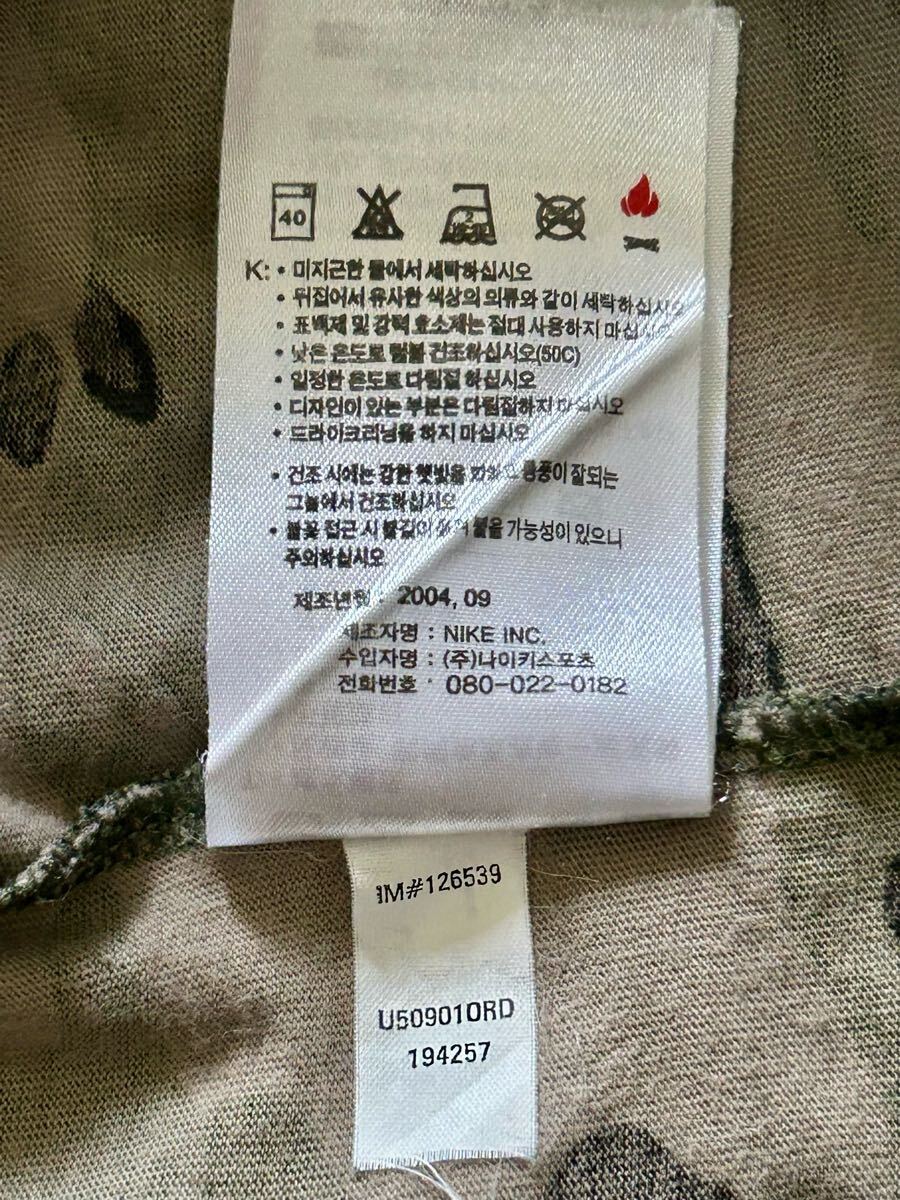 40
K: • 미지근한 물에서 세탁하십시오
• 뒤집어서 유사한 색상의 의류와 같이 세탁하십시오
• 표백제 및 강력 효소제는 절대 사용하지 마십시오
• 낮은 온도로 텀블 건조하십시오(50C)
• 일정한 온도로 다림질 하십시오
• 디자인이 있는 부분은 다림질하지 마십시오
• 드라이크리닝을 하지 마십시오
• 건조 시에는 강한 햇빛을 통풍이 잘되는
그늘에서 건조하십시오
• 불꽃 접근 시 불길이 붙을 가능성이 있으니
주의하십시오
제조년월 : 2004, 09
제조자명 : NIKE INC.
수입자명 : (주)나이키스포츠
전화번호 : 080-022-0182
IM#126539
U50901ORD
194257